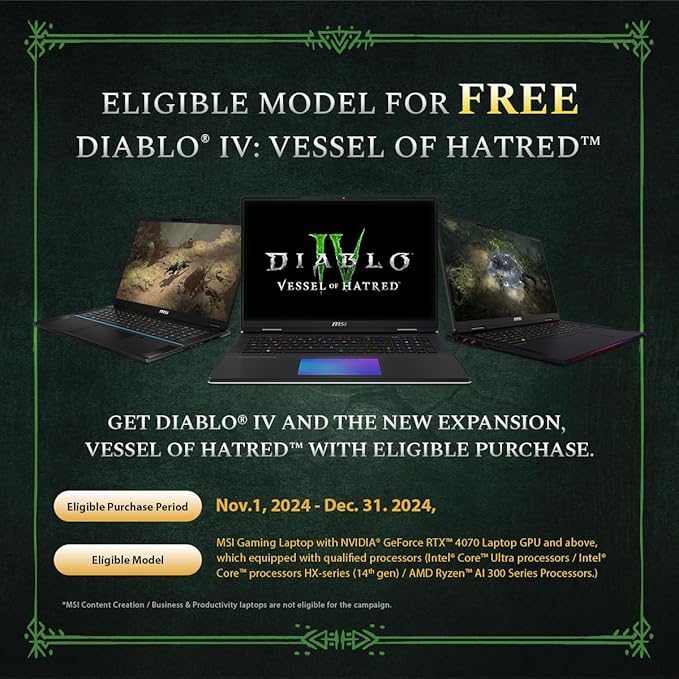 ELIGIBLE MODEL FOR FREE
DIABLO® IV: VESSEL OF HATRED™
DIABLO
IV
VESSEL OF HATRED
msi
msi
msi
GET DIABLO® IV AND THE NEW EXPANSION,
VESSEL OF HATRED™ WITH ELIGIBLE PURCHASE.
Eligible Purchase Period
Nov.1, 2024 - Dec. 31. 2024,
Eligible Model
MSI Gaming Laptop with NVIDIA® GeForce RTX™ 4070 Laptop GPU and above,
which equipped with qualified processors (Intel® Core™ Ultra processors / Intel®
Core™ processors HX-series (14th gen) / AMD Ryzen™ AI 300 Series Processors.)
*MSI Content Creation / Business & Productivity laptops are not eligible for the campaign.